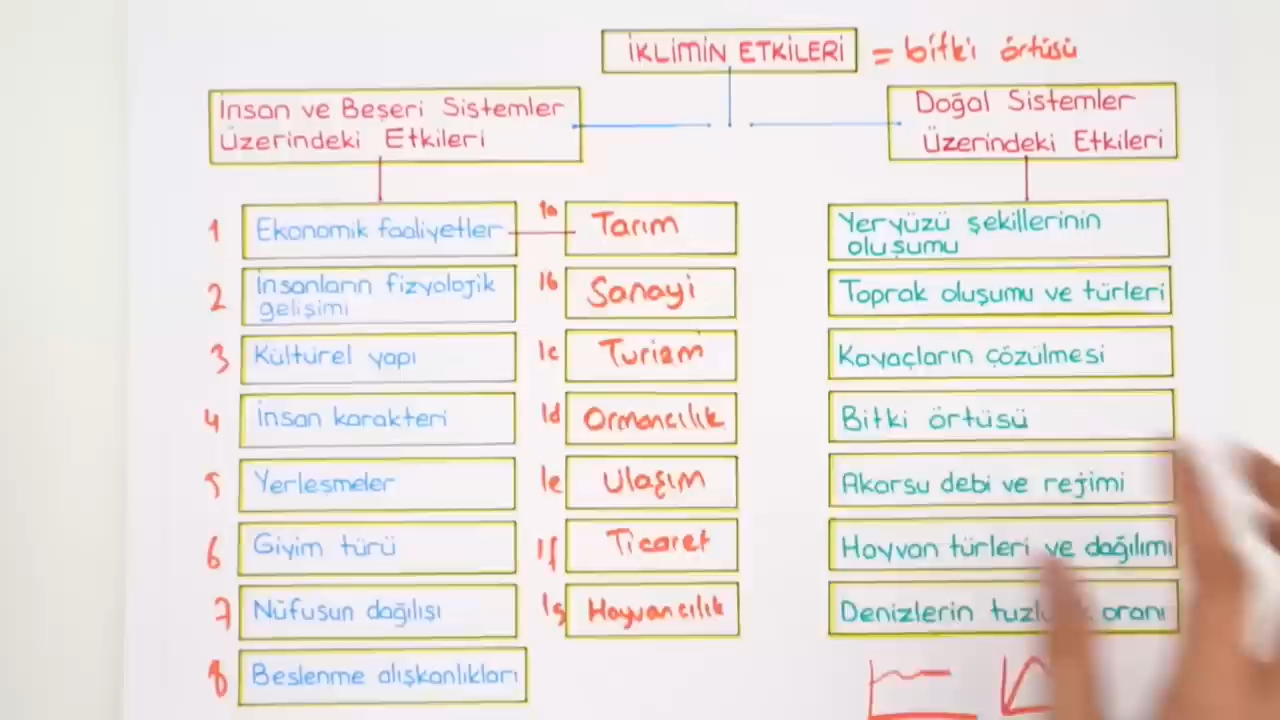 İKLİMİN ETKİLERİ = bitki örtüsü
İnsan ve Beşeri Sistemler
Üzerindeki Etkileri
Doğal Sistemler
Üzerindeki Etkileri
1 Ekonomik faaliyetler
2 İnsanların fizyolojik
gelişimi
3 Kültürel yapı
4 İnsan karakteri
5 Yerleşmeler
6 Giyim türü
7 Nüfusun dağılışı
8 Beslenme alışkanlıkları
1a Tarım
1b Sanayi
1c Turizm
1d Ormancılık
1e Ulaşım
1f Ticaret
1g Hayvancılık
Yeryüzü şekillerinin
oluşumu
Toprak oluşumu ve türleri
Kayaçların çözülmesi
Bitki örtüsü
Akarsu debi ve rejimi
Hayvan türleri ve dağılımı
Denizlerin tuzluluk oranı